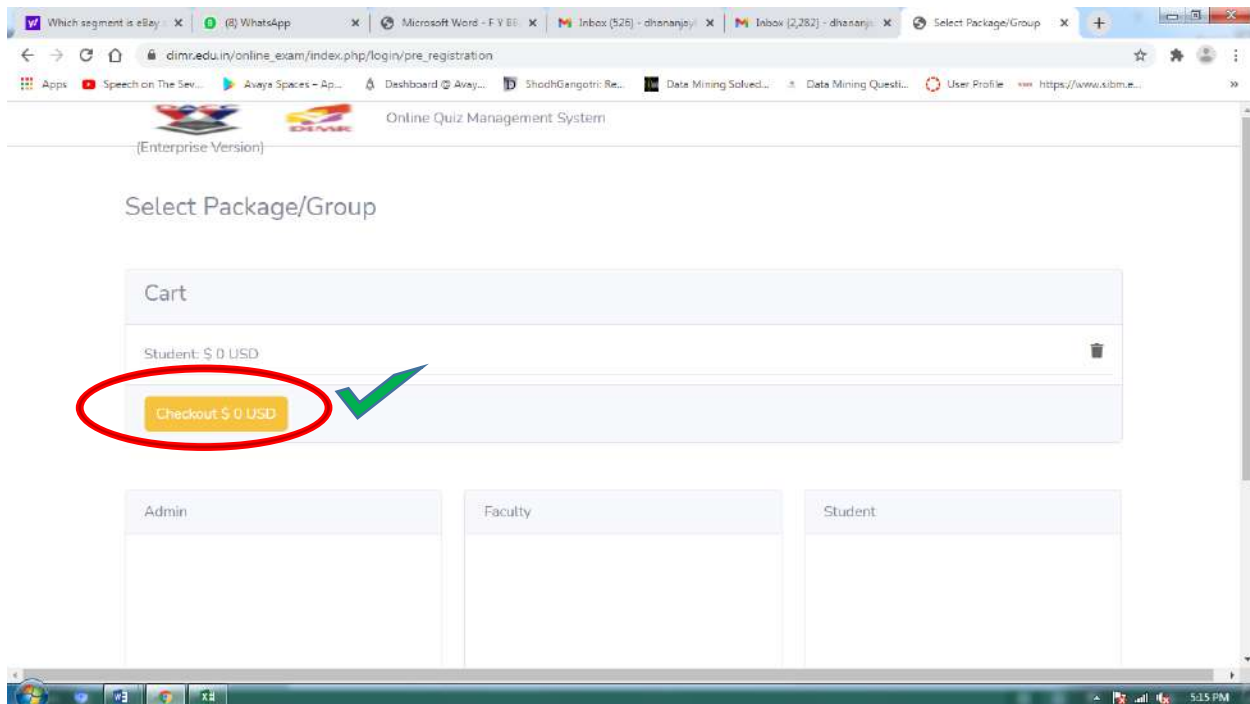 Which segment is eBay
(8) WhatsApp
Microsoft Word - F Y BE
Inbox (526) - dhananjay
Inbox (2,282) - dhananj
Select Package/Group
dimr.edu.in/online_exam/index.php/login/pre_registration
Apps
Speech on The Sev...
Avaya Spaces – Ap...
Dashboard @ Avay...
ShodhGangotri: Re...
Data Mining Solved...
Data Mining Questi...
User Profile
https://www.sibm.e...
Online Quiz Management System
(Enterprise Version)
Select Package/Group
Cart
Student: $ 0 USD
Checkout $ 0 USD
Admin
Faculty
Student
5:15 PM